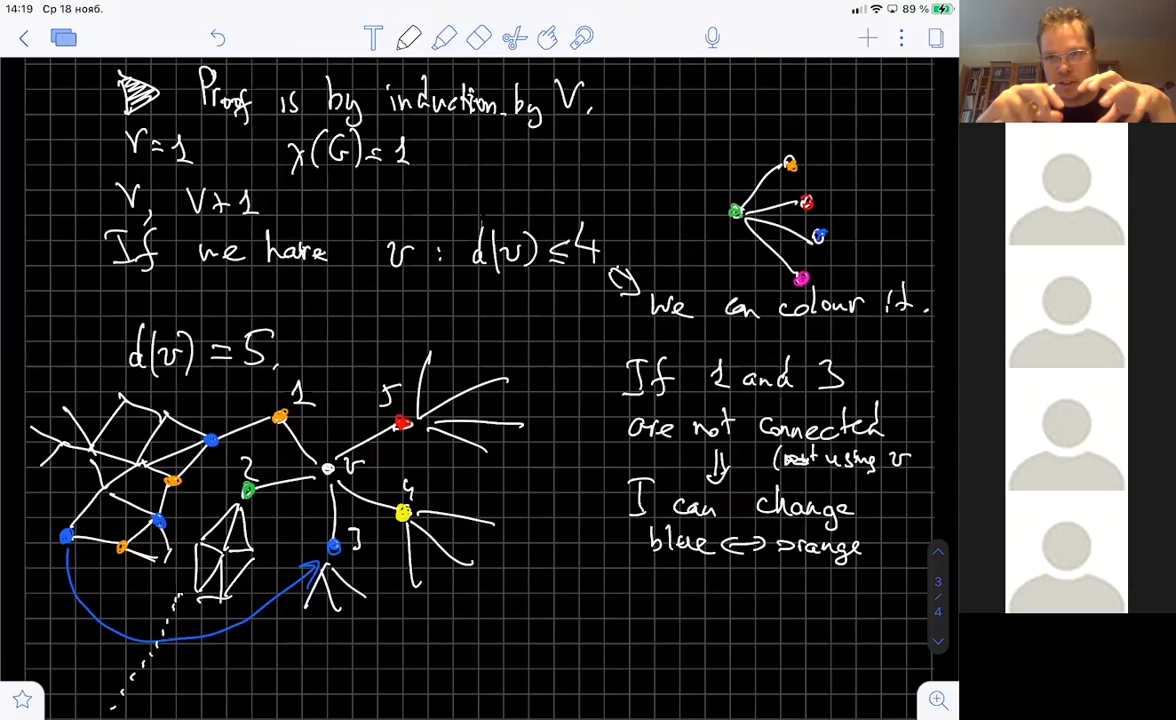 14:19 Ср 18 нояб.
89 %
Proof is by induction by V.
V=1 χ(G)=1
V, V+1
If we have v : d(v) ≤ 4
We can colour it.
d(v) = 5.
1
5
2
v
4
3
If 1 and 3
are not connected
using v
I can change
blue ⟷ orange
3
/
4